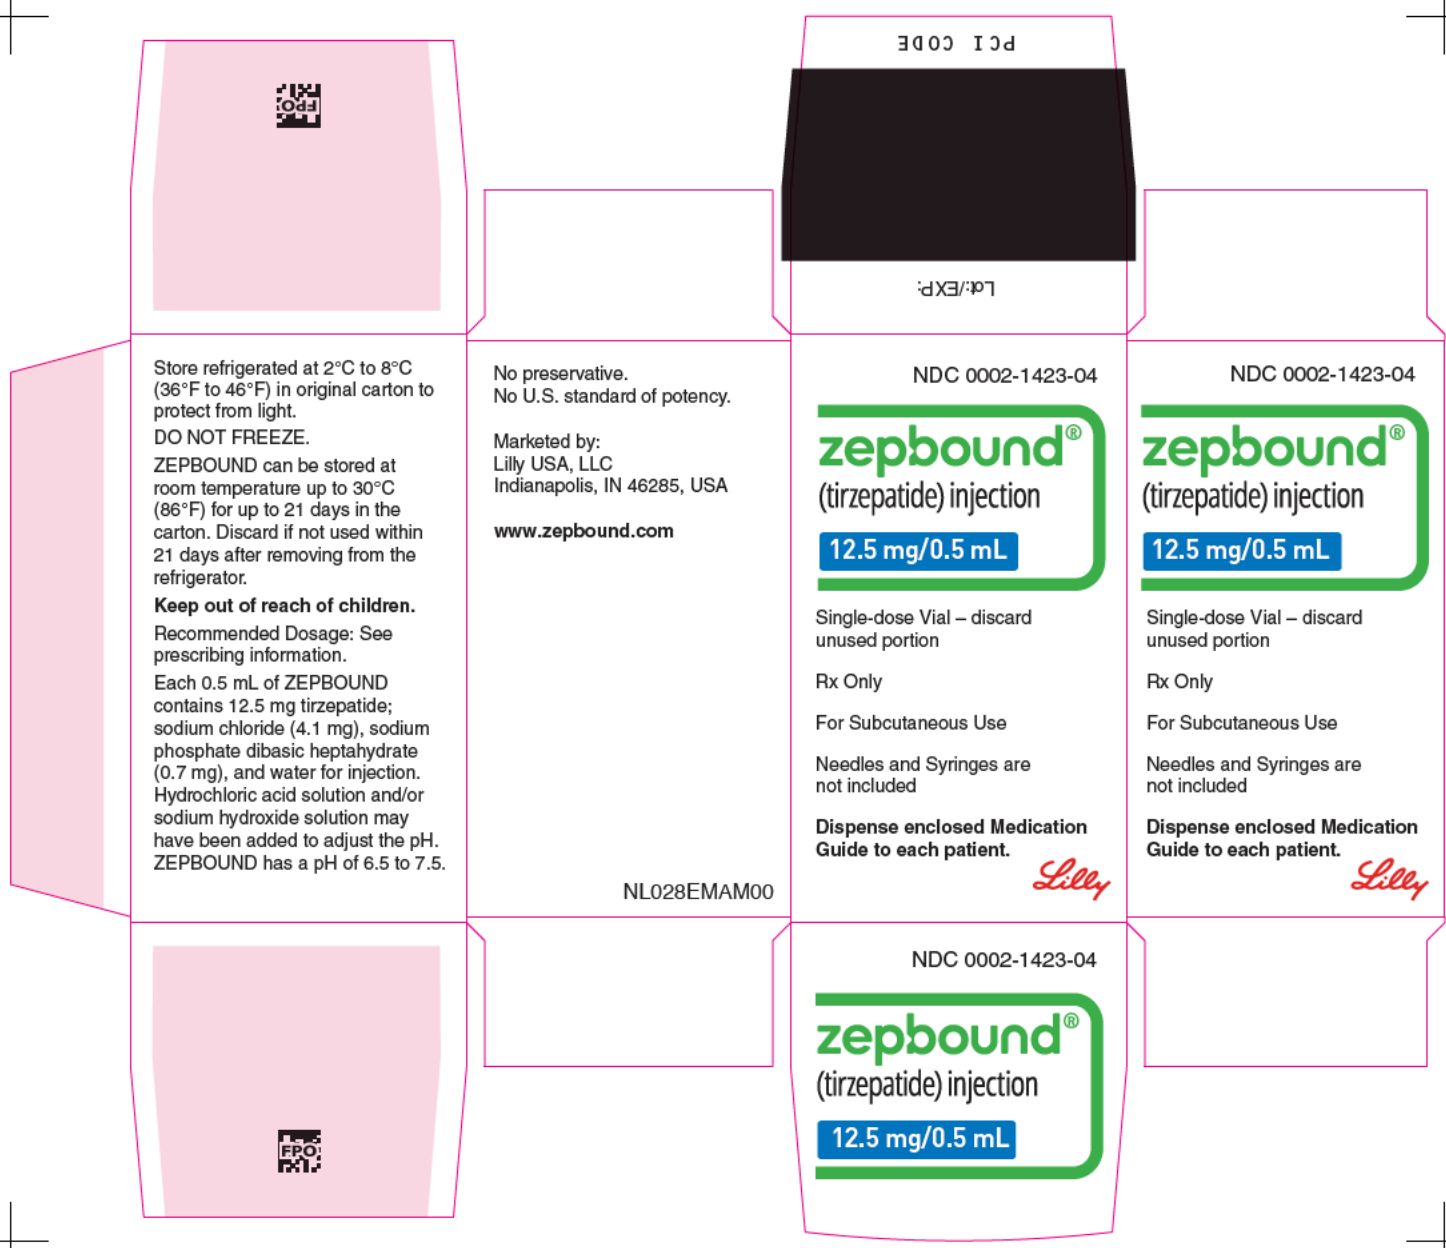 PCI CODE
Lot:/EXP:
FPO
Store refrigerated at 2°C to 8°C
(36°F to 46°F) in original carton to
protect from light.
DO NOT FREEZE.
ZEPBOUND can be stored at
room temperature up to 30°C
(86°F) for up to 21 days in the
carton. Discard if not used within
21 days after removing from the
refrigerator.
Keep out of reach of children.
Recommended Dosage: See
prescribing information.
Each 0.5 mL of ZEPBOUND
contains 12.5 mg tirzepatide;
sodium chloride (4.1 mg), sodium
phosphate dibasic heptahydrate
(0.7 mg), and water for injection.
Hydrochloric acid solution and/or
sodium hydroxide solution may
have been added to adjust the pH.
ZEPBOUND has a pH of 6.5 to 7.5.
No preservative.
No U.S. standard of potency.
Marketed by:
Lilly USA, LLC
Indianapolis, IN 46285, USA
www.zepbound.com
NL028EMAM00
NDC 0002-1423-04
zepbound®
(tirzepatide) injection
12.5 mg/0.5 mL
Single-dose Vial – discard
unused portion
Rx Only
For Subcutaneous Use
Needles and Syringes are
not included
Dispense enclosed Medication
Guide to each patient.
Lilly
NDC 0002-1423-04
zepbound®
(tirzepatide) injection
12.5 mg/0.5 mL
Single-dose Vial – discard
unused portion
Rx Only
For Subcutaneous Use
Needles and Syringes are
not included
Dispense enclosed Medication
Guide to each patient.
Lilly
NDC 0002-1423-04
zepbound®
(tirzepatide) injection
12.5 mg/0.5 mL
FPO